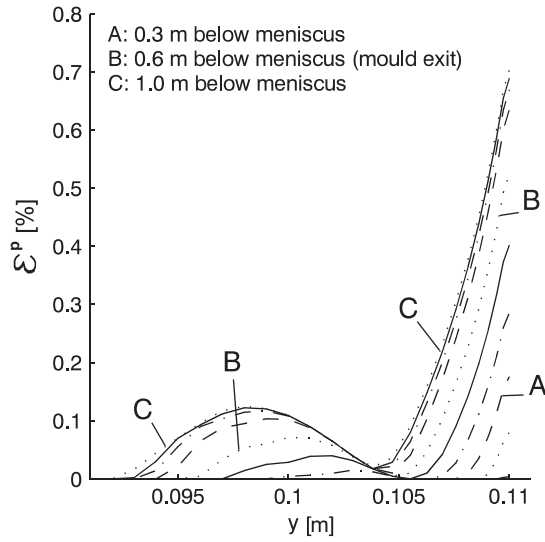 0.8
A: 0.3 m below meniscus
B: 0.6 m below meniscus (mould exit)
C: 1.0 m below meniscus
0.7
0.6
0.5
B
0.4
εᵖ [%]
0.3
C
0.2
B
A
C
0.1
0
0.095
0.1
0.105
0.11
y [m]